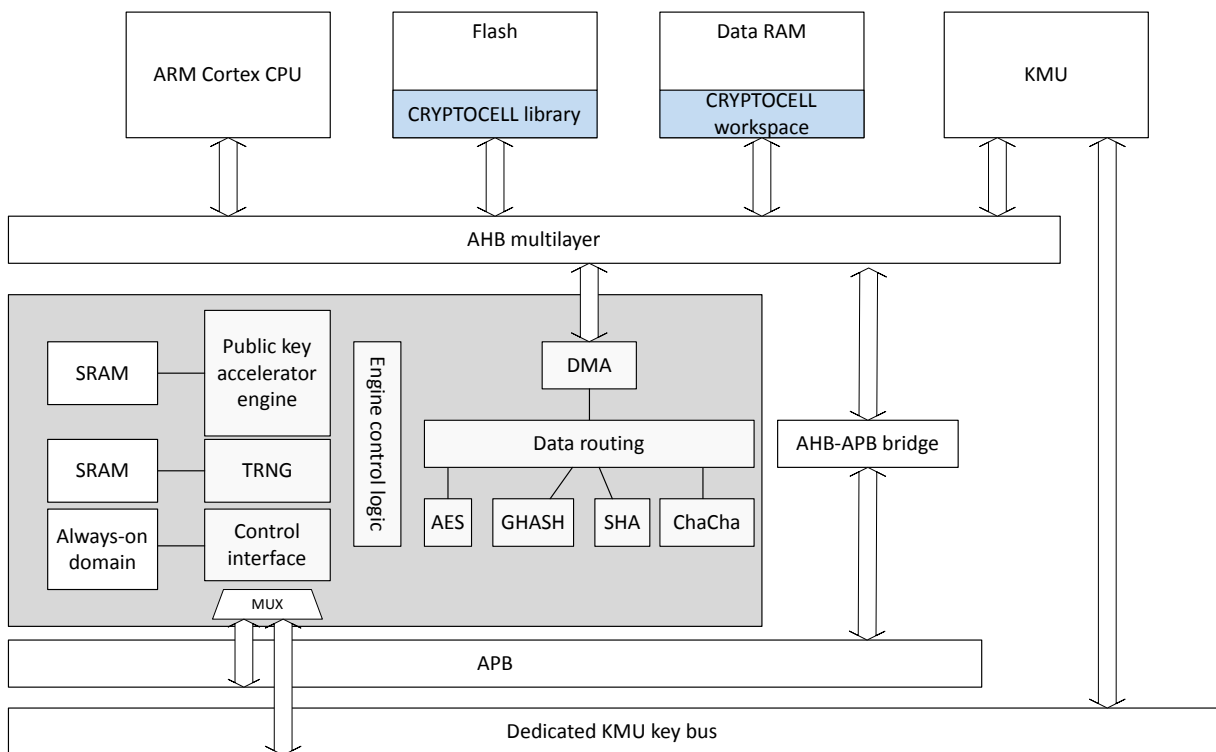 ARM Cortex CPU
Flash
CRYPTOCELL library
Data RAM
CRYPTOCELL
workspace
KMU
AHB multilayer
SRAM
Public key
accelerator
engine
Engine control logic
DMA
Data routing
AHB-APB bridge
SRAM
TRNG
AES
GHASH
SHA
ChaCha
Always-on
domain
Control
interface
MUX
APB
Dedicated KMU key bus